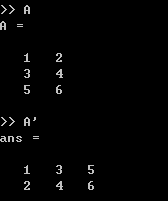 >> A
A =
1 2
3 4
5 6
>> A'
ans =
1 3 5
2 4 6